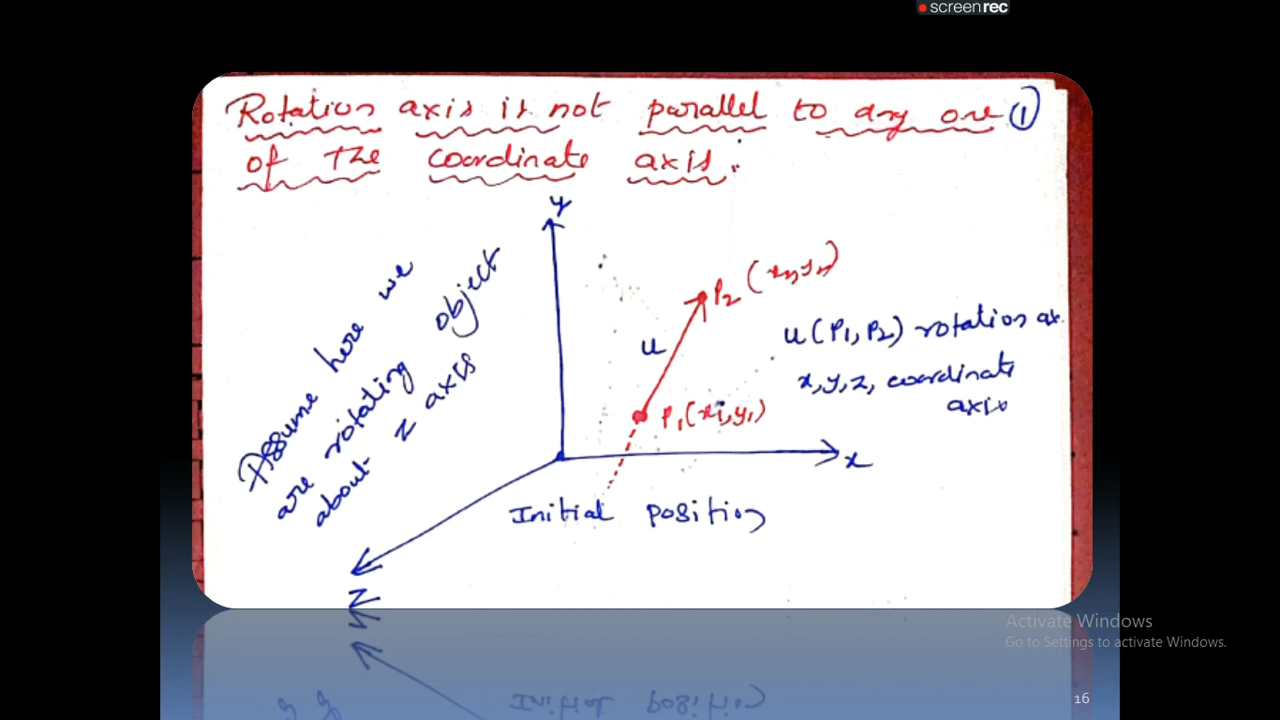 screenrec
Rotation axis is not parallel to any one ①
of the coordinate axis.
y
Assume here we
are rotating object
about z axis
P₂ (x₂,y₂)
u
u(P₁,P₂) rotation ax
x,y,z, coordinate
axis
P₁(x₁,y₁)
x
Initial position
z
Activate Windows
Go to Settings to activate Windows.
16